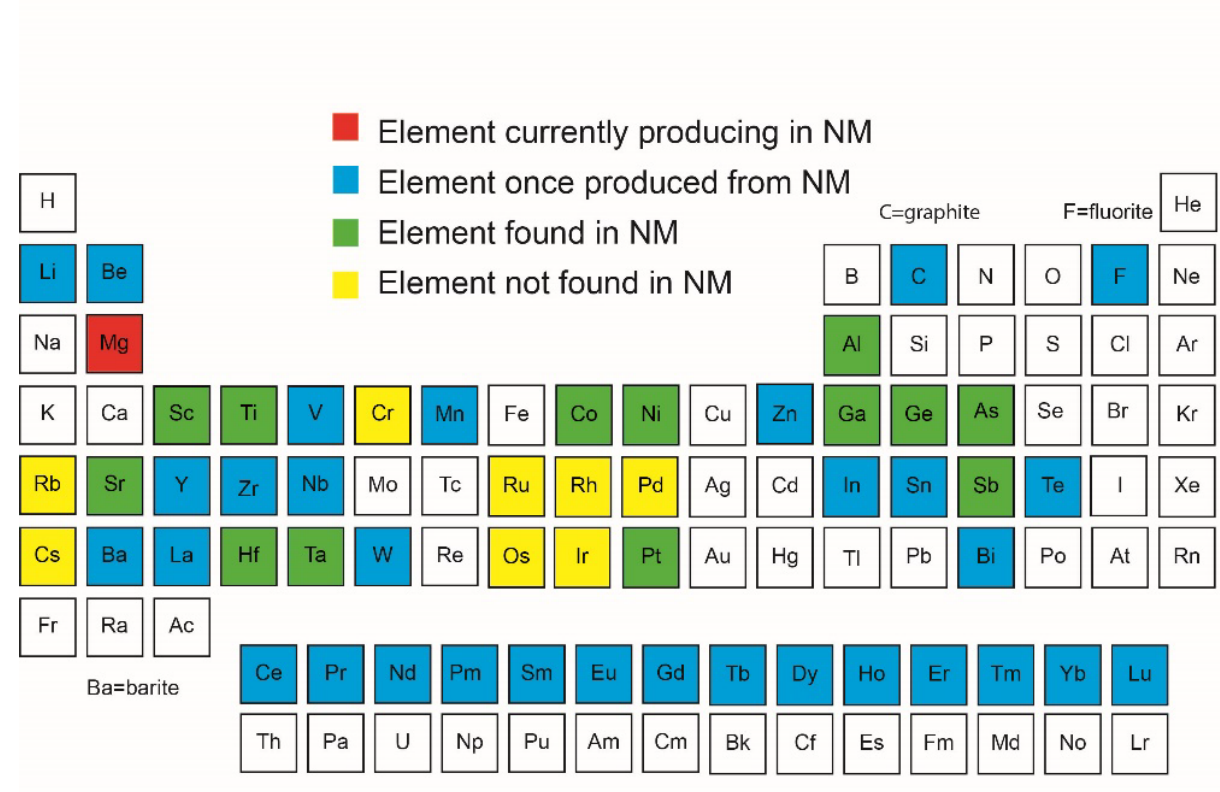 Element currently producing in NM
Element once produced from NM
Element found in NM
Element not found in NM
C=graphite F=fluorite
H He
Li Be B C N O F Ne
Na Mg Al Si P S Cl Ar
K Ca Sc Ti V Cr Mn Fe Co Ni Cu Zn Ga Ge As Se Br Kr
Rb Sr Y Zr Nb Mo Tc Ru Rh Pd Ag Cd In Sn Sb Te I Xe
Cs Ba La Hf Ta W Re Os Ir Pt Au Hg Tl Pb Bi Po At Rn
Fr Ra Ac
Ba=barite
Ce Pr Nd Pm Sm Eu Gd Tb Dy Ho Er Tm Yb Lu
Th Pa U Np Pu Am Cm Bk Cf Es Fm Md No Lr